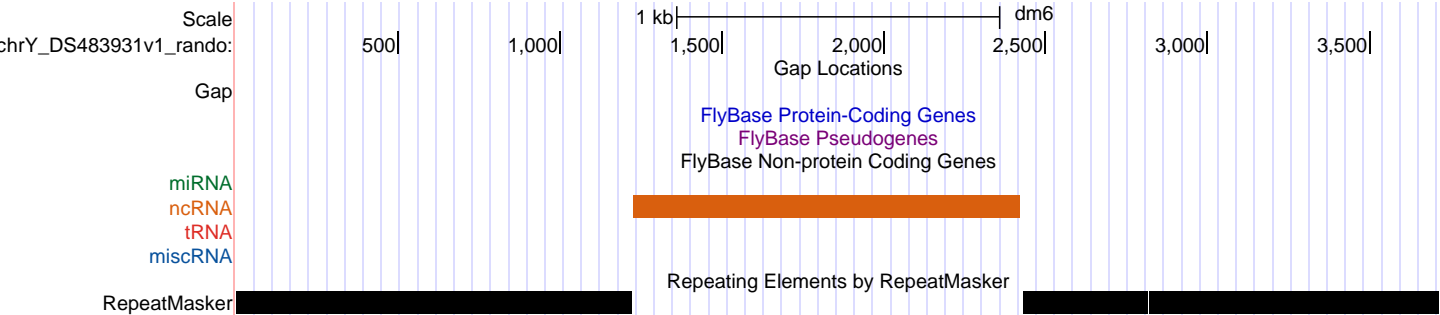 Scale 1 kb dm6
chrY_DS483931v1_rando: 500 1,000 1,500 2,000 2,500 3,000 3,500
Gap Locations
Gap
FlyBase Protein-Coding Genes
FlyBase Pseudogenes
FlyBase Non-protein Coding Genes
miRNA
ncRNA
tRNA
miscRNA
Repeating Elements by RepeatMasker
RepeatMasker